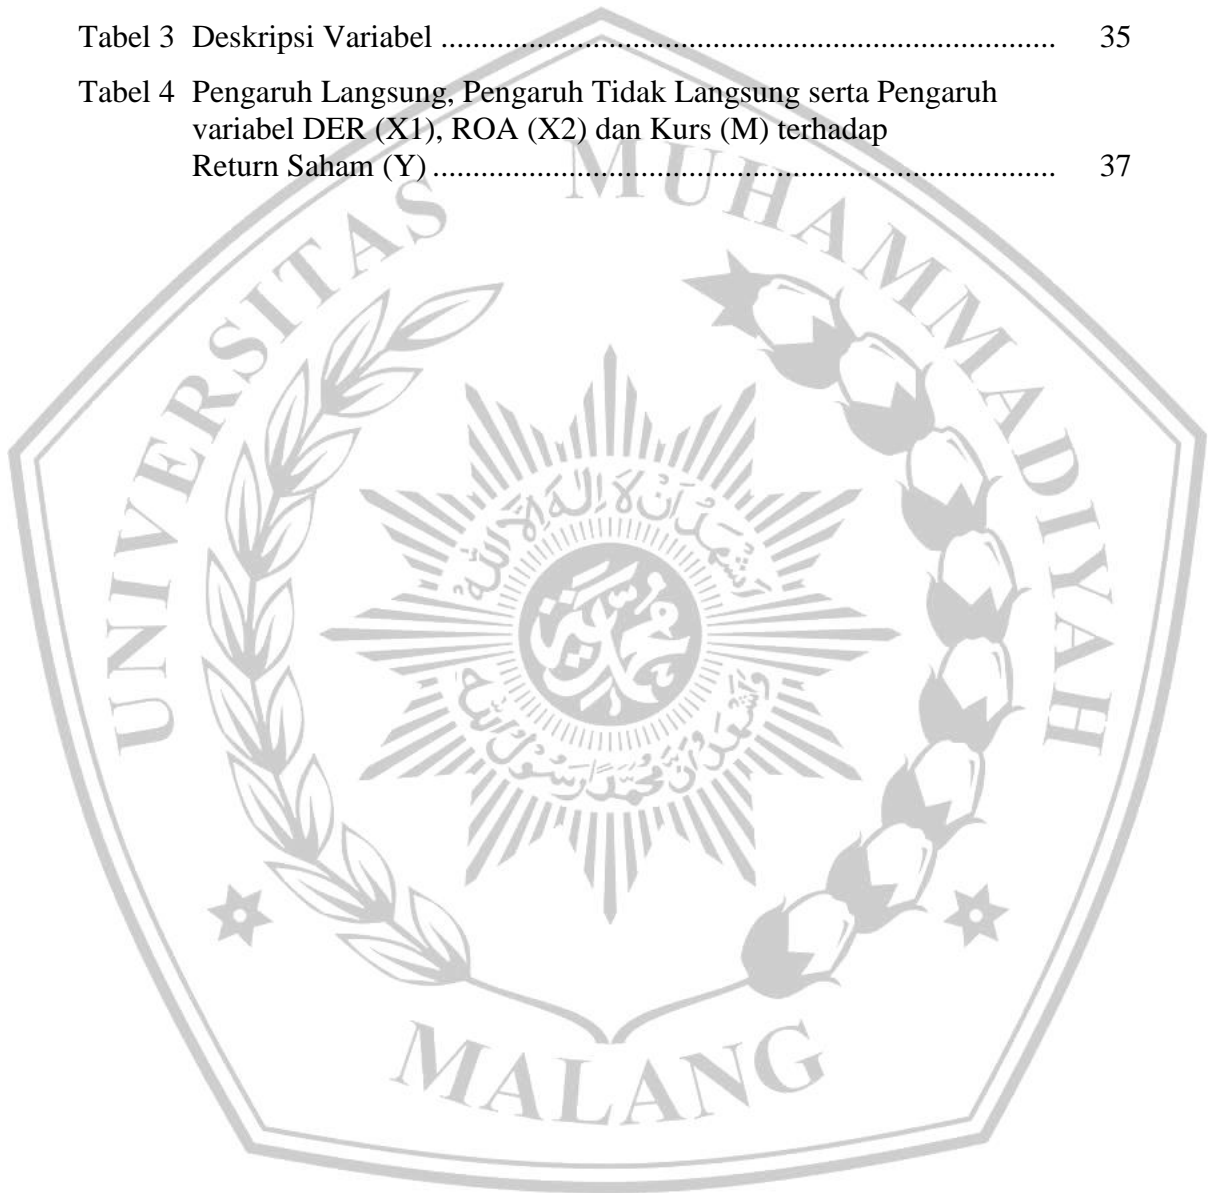 Tabel 3 Deskripsi Variabel ............................................................................. 35
Tabel 4 Pengaruh Langsung, Pengaruh Tidak Langsung serta Pengaruh
variabel DER (X1), ROA (X2) dan Kurs (M) terhadap
Return Saham (Y) .............................................................................. 37
UNIVERSITAS MUHAMMADIYAH
MALANG